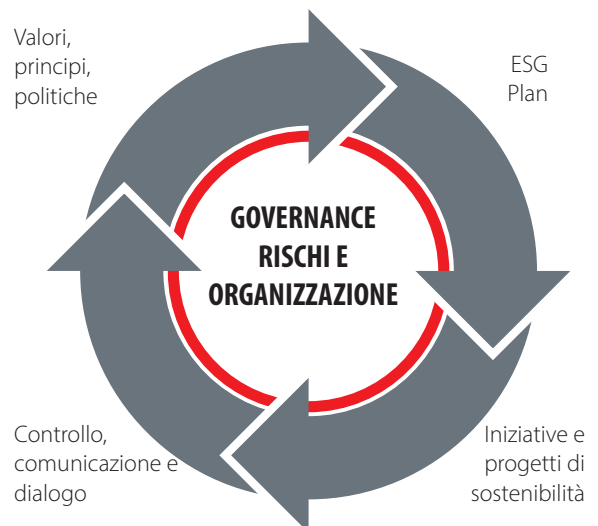 Valori,
principi,
politiche
ESG
Plan
GOVERNANCE
RISCHI E
ORGANIZZAZIONE
Controllo,
comunicazione e
dialogo
Iniziative e
progetti di
sostenibilità